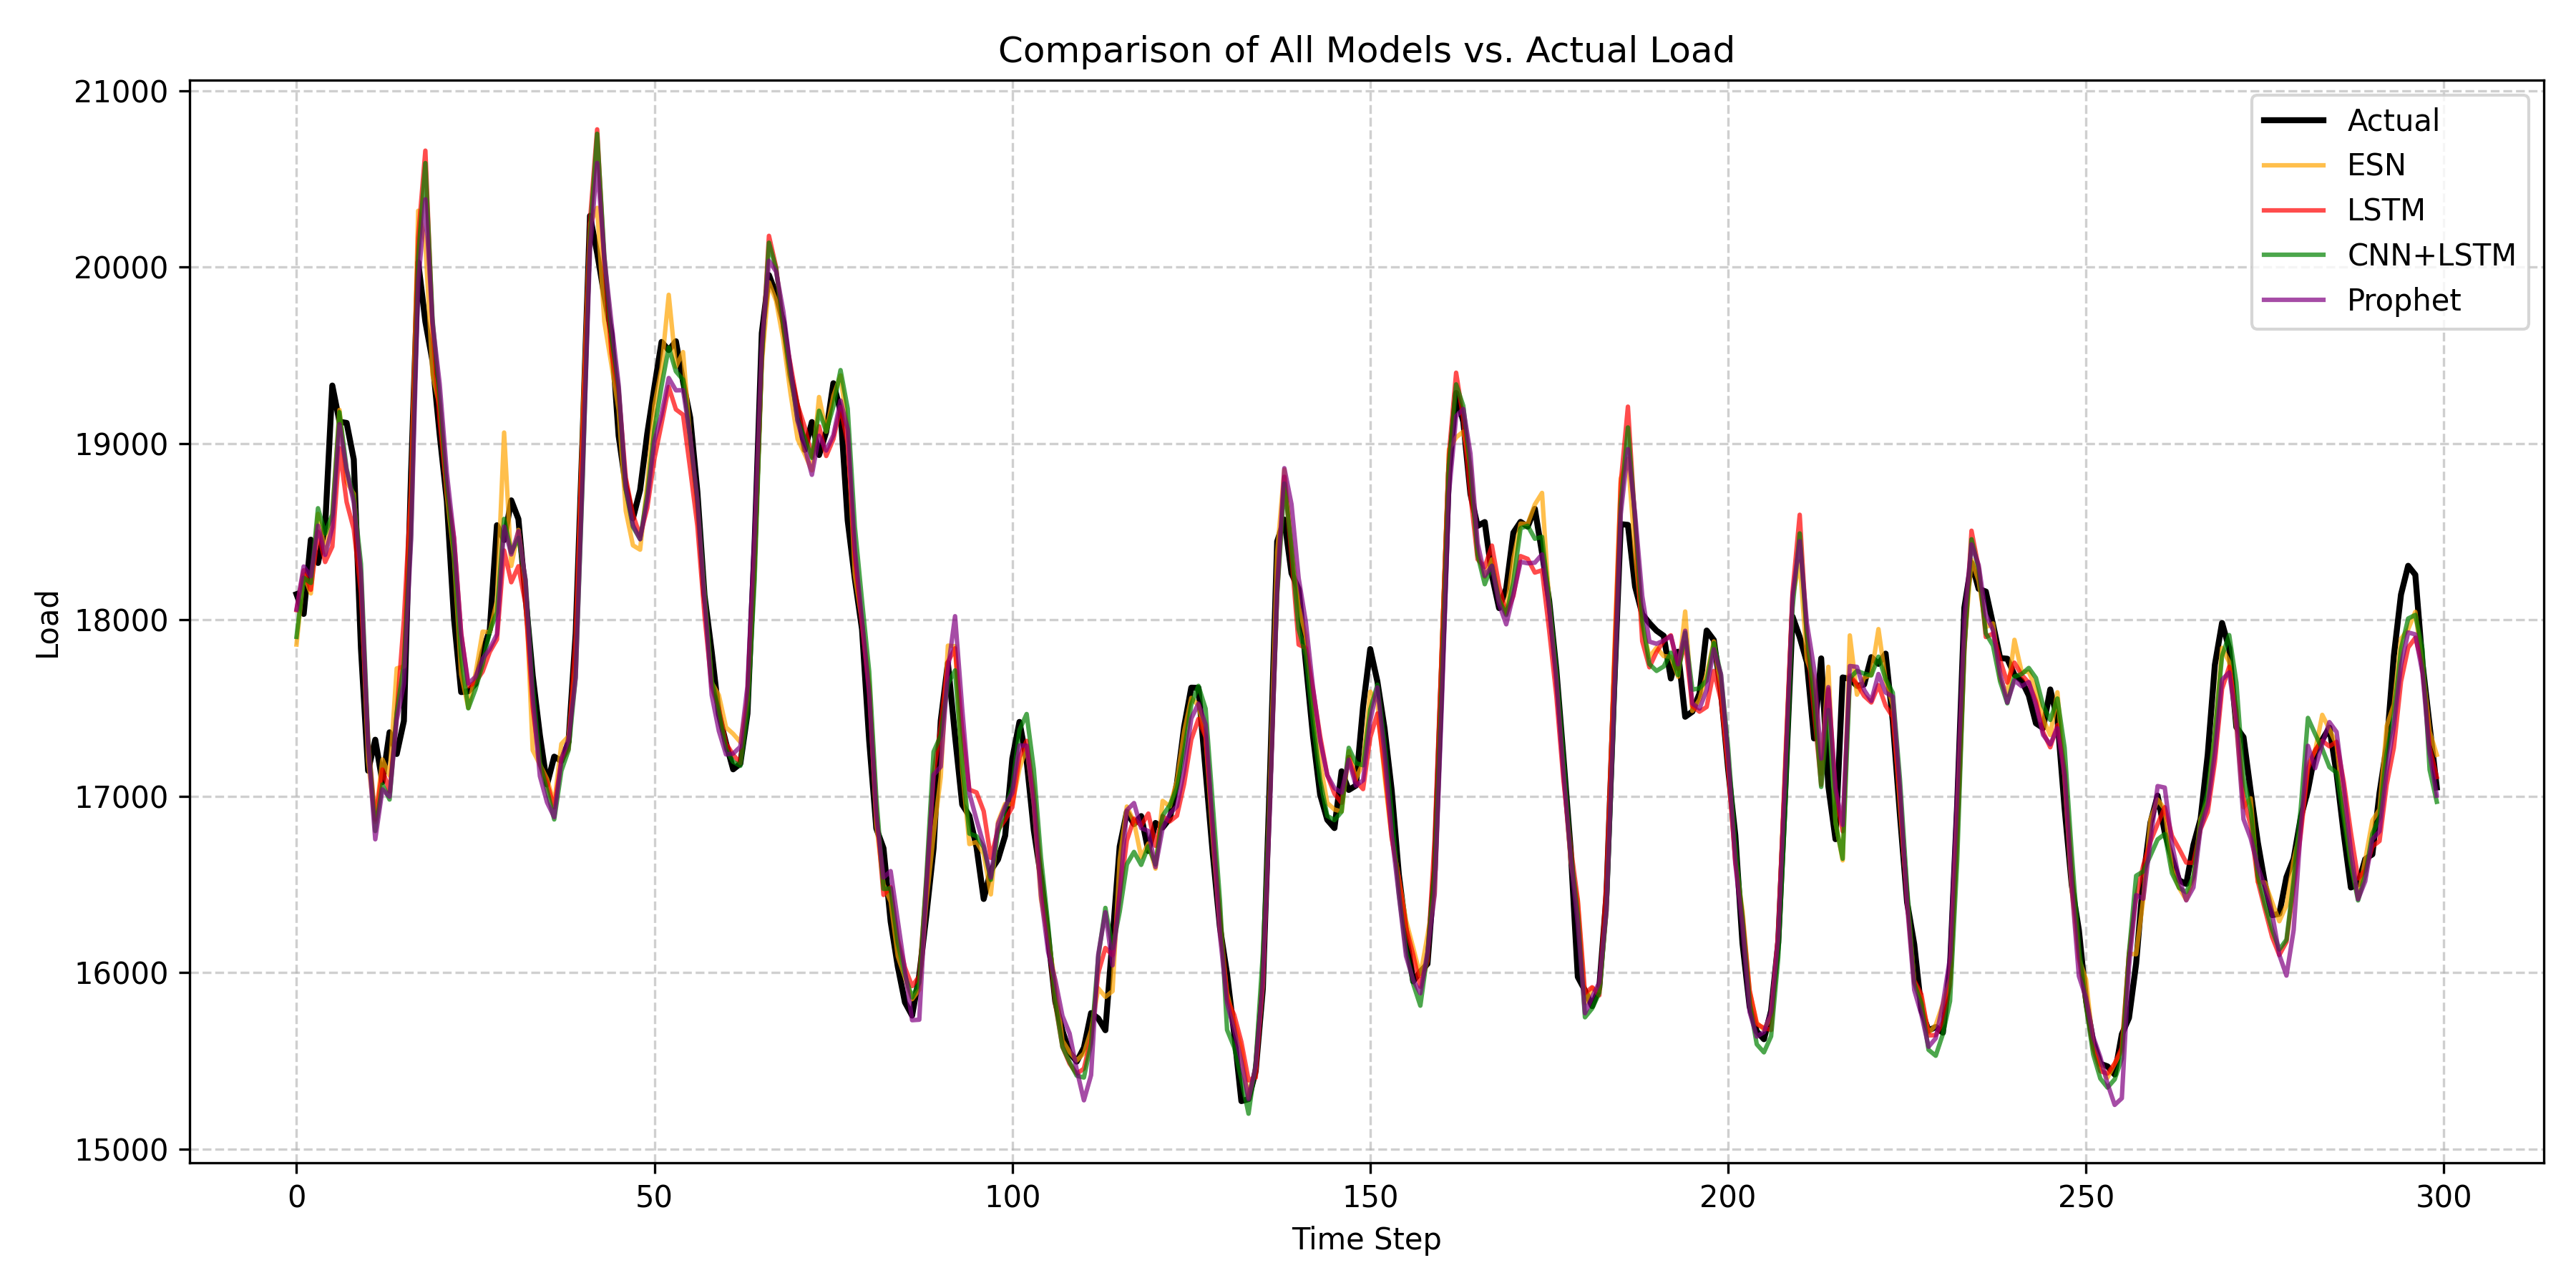 Comparison of All Models vs. Actual Load
21000
20000
19000
18000
17000
16000
15000
Load
Actual
ESN
LSTM
CNN+LSTM
Prophet
0
50
100
150
200
250
300
Time Step